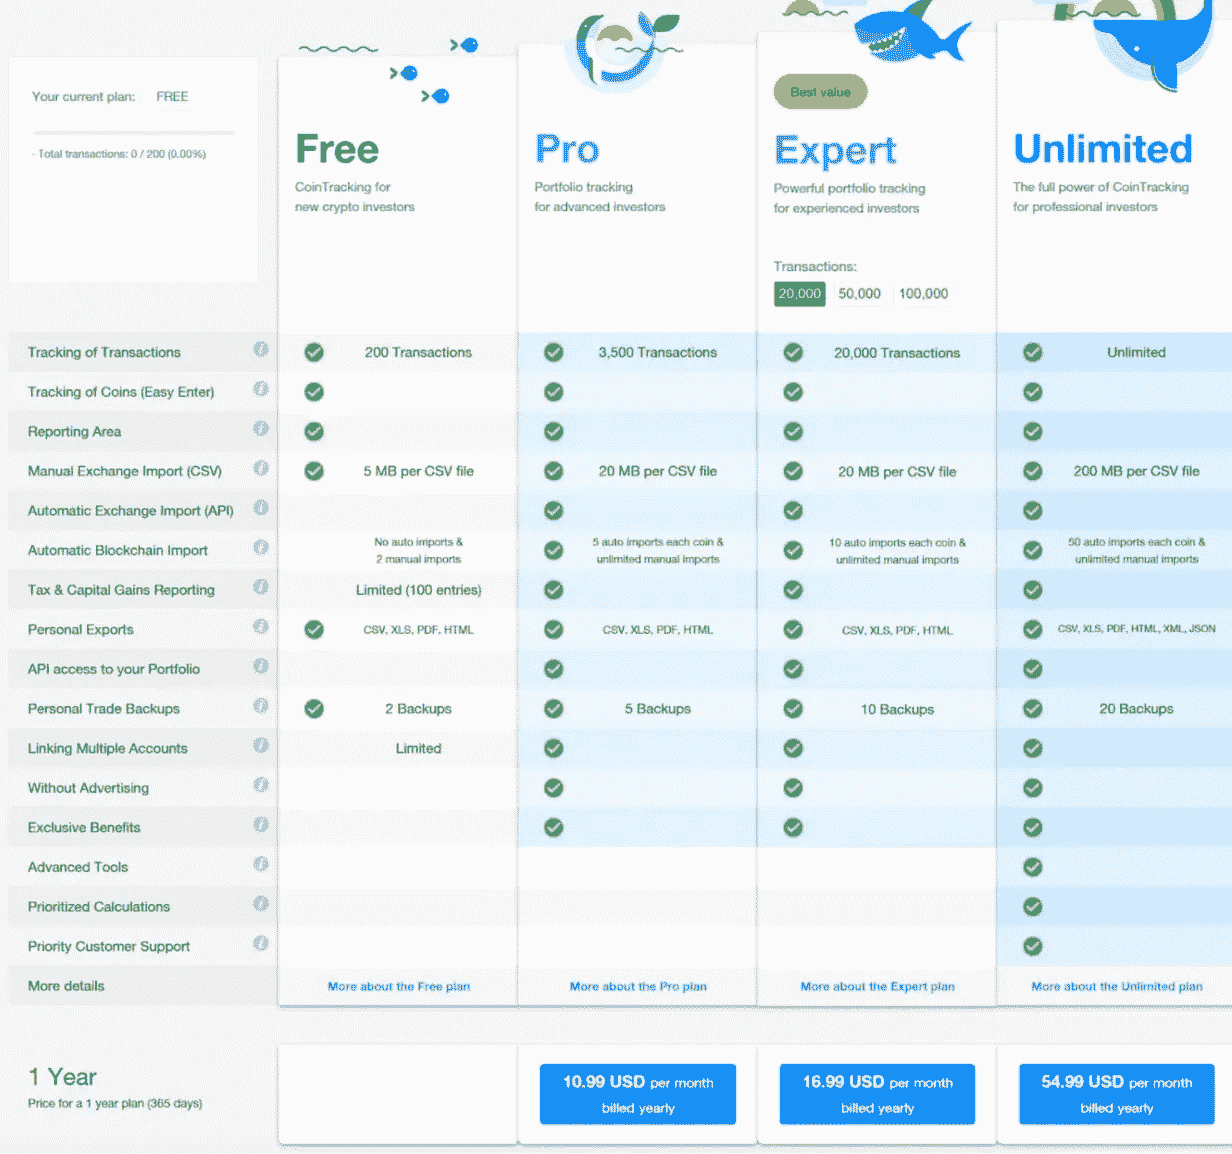 Your current plan: FREE
- Total transactions: 0 / 200 (0.00%)
Free
CoinTracking for
new crypto investors
Pro
Portfolio tracking
for advanced investors
Best value
Expert
Powerful portfolio tracking
for experienced investors
Transactions:
20,000 50,000 100,000
Unlimited
The full power of CoinTracking
for professional investors
Tracking of Transactions 200 Transactions 3,500 Transactions 20,000 Transactions Unlimited
Tracking of Coins (Easy Enter)
Reporting Area
Manual Exchange Import (CSV) 5 MB per CSV file 20 MB per CSV file 20 MB per CSV file 200 MB per CSV file
Automatic Exchange Import (API)
Automatic Blockchain Import
No auto imports &
2 manual imports
5 auto imports each coin &
unlimited manual imports
10 auto imports each coin &
unlimited manual imports
50 auto imports each coin &
unlimited manual imports
Tax & Capital Gains Reporting Limited (100 entries)
Personal Exports CSV, XLS, PDF, HTML CSV, XLS, PDF, HTML CSV, XLS, PDF, HTML CSV, XLS, PDF, HTML, XML, JSON
API access to your Portfolio
Personal Trade Backups 2 Backups 5 Backups 10 Backups 20 Backups
Linking Multiple Accounts Limited
Without Advertising
Exclusive Benefits
Advanced Tools
Prioritized Calculations
Priority Customer Support
More details More about the Free plan More about the Pro plan More about the Expert plan More about the Unlimited plan
1 Year
Price for a 1 year plan (365 days)
10.99 USD per month
billed yearly
16.99 USD per month
billed yearly
54.99 USD per month
billed yearly